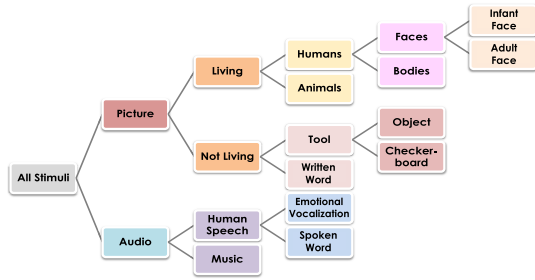 All Stimuli
Picture
Living
Humans
Faces
Infant
Face
Adult
Face
Bodies
Animals
Not Living
Tool
Object
Checker-
board
Written
Word
Audio
Human
Speech
Emotional
Vocalization
Spoken
Word
Music